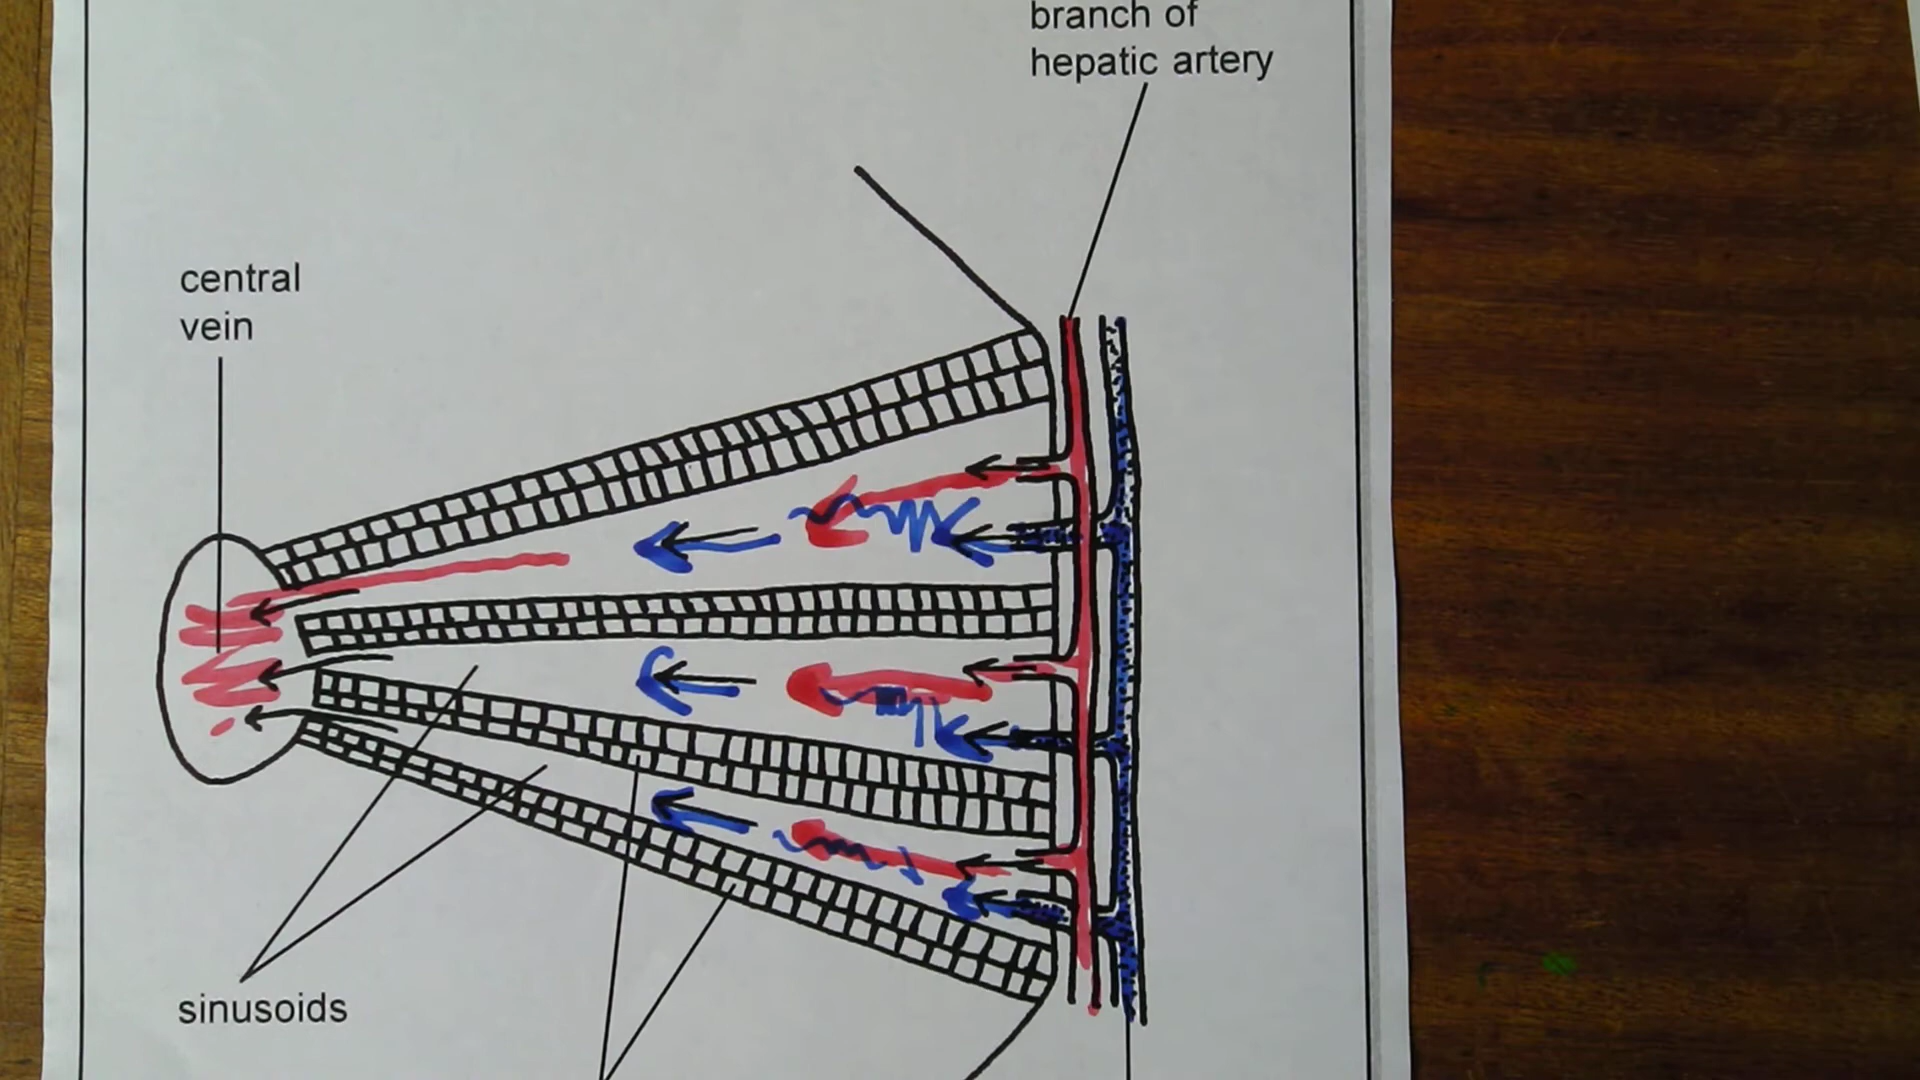 branch of
hepatic artery
central
vein
sinusoids